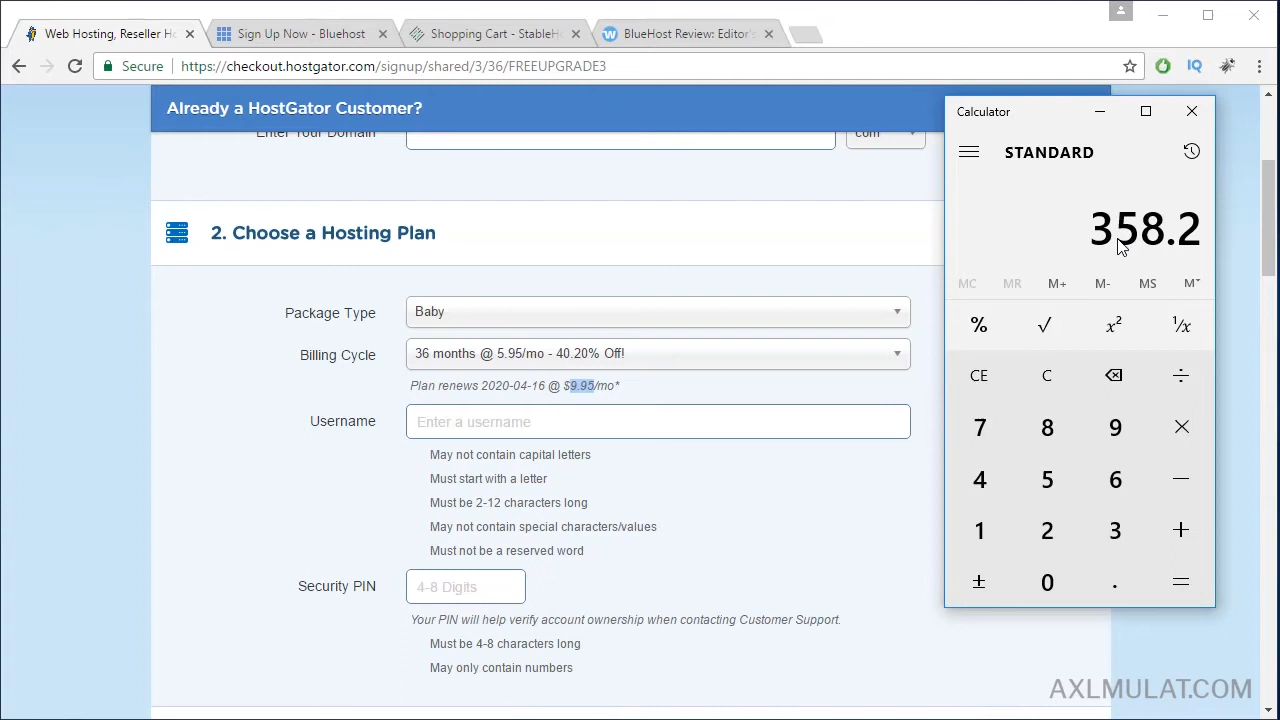 Web Hosting, Reseller Ho
Sign Up Now - Bluehost
Shopping Cart - StableHo
BlueHost Review: Editor's
Secure
https://checkout.hostgator.com/signup/shared/3/36/FREEUPGRADE3
IQ
Already a HostGator Customer?
Enter Your Domain
com
2. Choose a Hosting Plan
Package Type
Baby
Billing Cycle
36 months @ 5.95/mo - 40.20% Off!
Plan renews 2020-04-16 @ $9.95/mo*
Username
Enter a username
May not contain capital letters
Must start with a letter
Must be 2-12 characters long
May not contain special characters/values
Must not be a reserved word
Security PIN
4-8 Digits
Your PIN will help verify account ownership when contacting Customer Support.
Must be 4-8 characters long
May only contain numbers
Calculator
STANDARD
358.2
MC MR M+ M- MS M˅
% √ x² ¹/x
CE C ⌫ ÷
7 8 9 ×
4 5 6 −
1 2 3 +
± 0 . =
AXLMULAT.COM